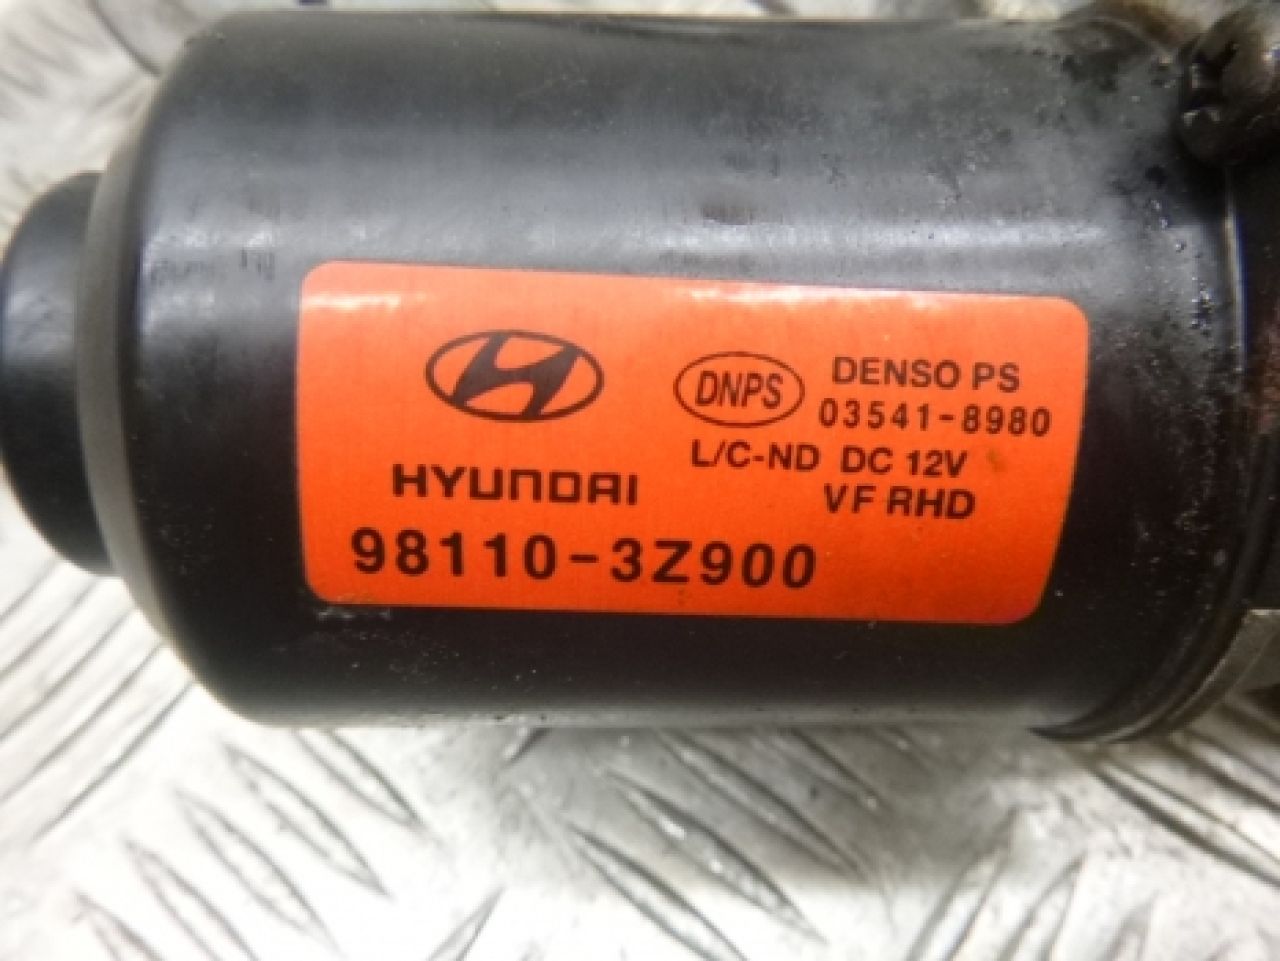 HYUNDAI
98110-3Z900
DNPS
DENSO PS
03541-8980
L/C-ND DC 12V
VF RHD